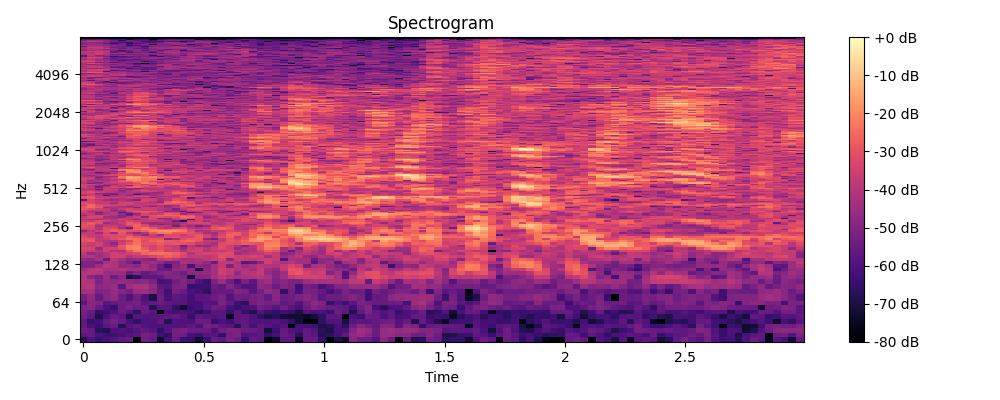 Spectrogram
Hz
4096
2048
1024
512
256
128
64
0
0
0.5
1
1.5
2
2.5
Time
+0 dB
-10 dB
-20 dB
-30 dB
-40 dB
-50 dB
-60 dB
-70 dB
-80 dB